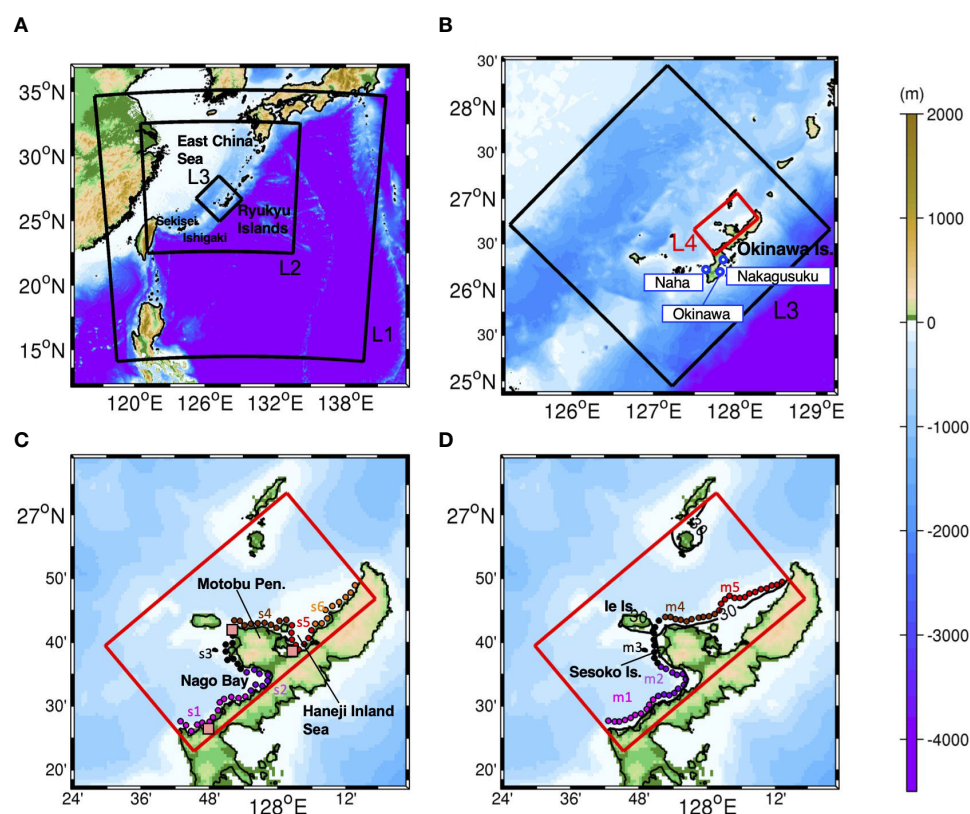 A
B
35°N
30°N
25°N
20°N
15°N
120°E
126°E
132°E
138°E
East China
Sea
L3
Sekisei
Ishigaki
Ryukyu
Islands
L2
L1
30'
28°N
30'
27°N
30'
26°N
30'
25°N
126°E
127°E
128°E
129°E
L4
Okinawa Is.
Naha
Nakagusuku
Okinawa
L3
(m)
2000
1000
0
-1000
-2000
-3000
-4000
C
D
27°N
50'
40'
30'
20'
24'
36'
48'
128°E
12'
Motobu Pen.
s4
s6
s5
s3
Nago Bay
s2
s1
Haneji Inland
Sea
27°N
50'
40'
30'
20'
24'
36'
48'
128°E
12'
30
m5
Ie Is.
30
m4
30
m3
Sesoko Is.
m2
m1